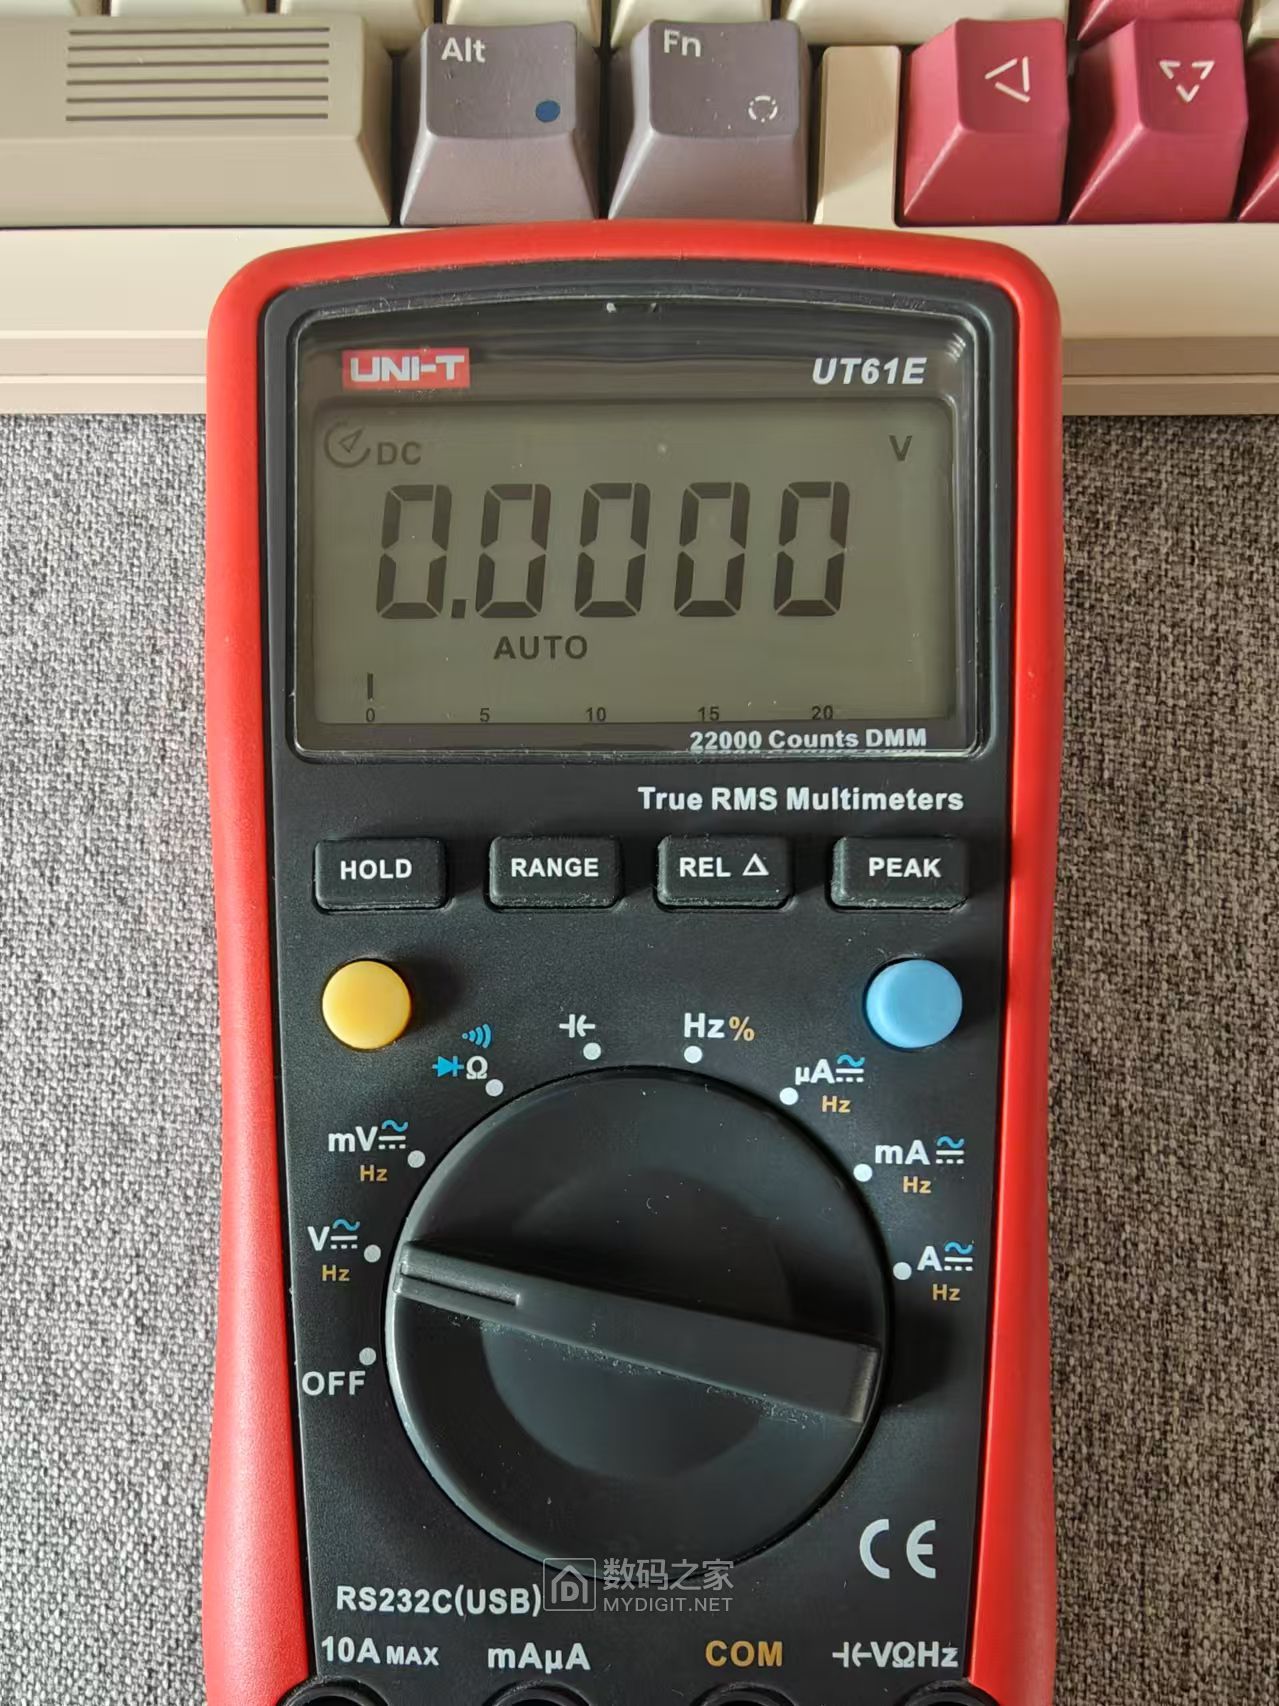 Alt
Fn
UNI-T
UT61E
DC
V
0.0000
AUTO
0 5 10 15 20
22000 Counts DMM
True RMS Multimeters
HOLD
RANGE
REL Δ
PEAK
Hz%
Ω
µA
Hz
mV
Hz
mA
Hz
V
Hz
A
Hz
OFF
CE
数码之家
MYDIGIT.NET
RS232C(USB)
10A MAX
mAµA
COM
VΩHz